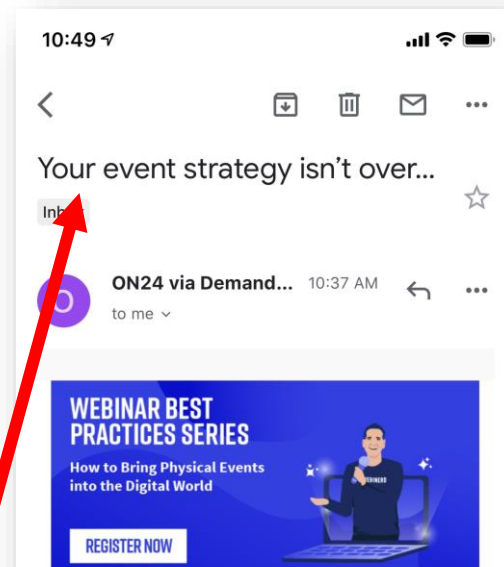 10:49
Your event strategy isn't over...
Inbox
O
ON24 via Demand... 10:37 AM
to me
WEBINAR BEST
PRACTICES SERIES
How to Bring Physical Events
into the Digital World
REGISTER NOW